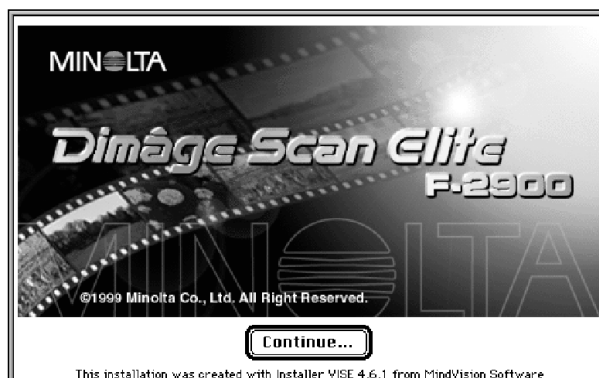 MINOLTA
Dimâge Scan Elite
F-2900
MINOLTA
©1999 Minolta Co., Ltd. All Right Reserved.
Continue...
This installation was created with Installer VISE 4.6.1 from MindVision Software